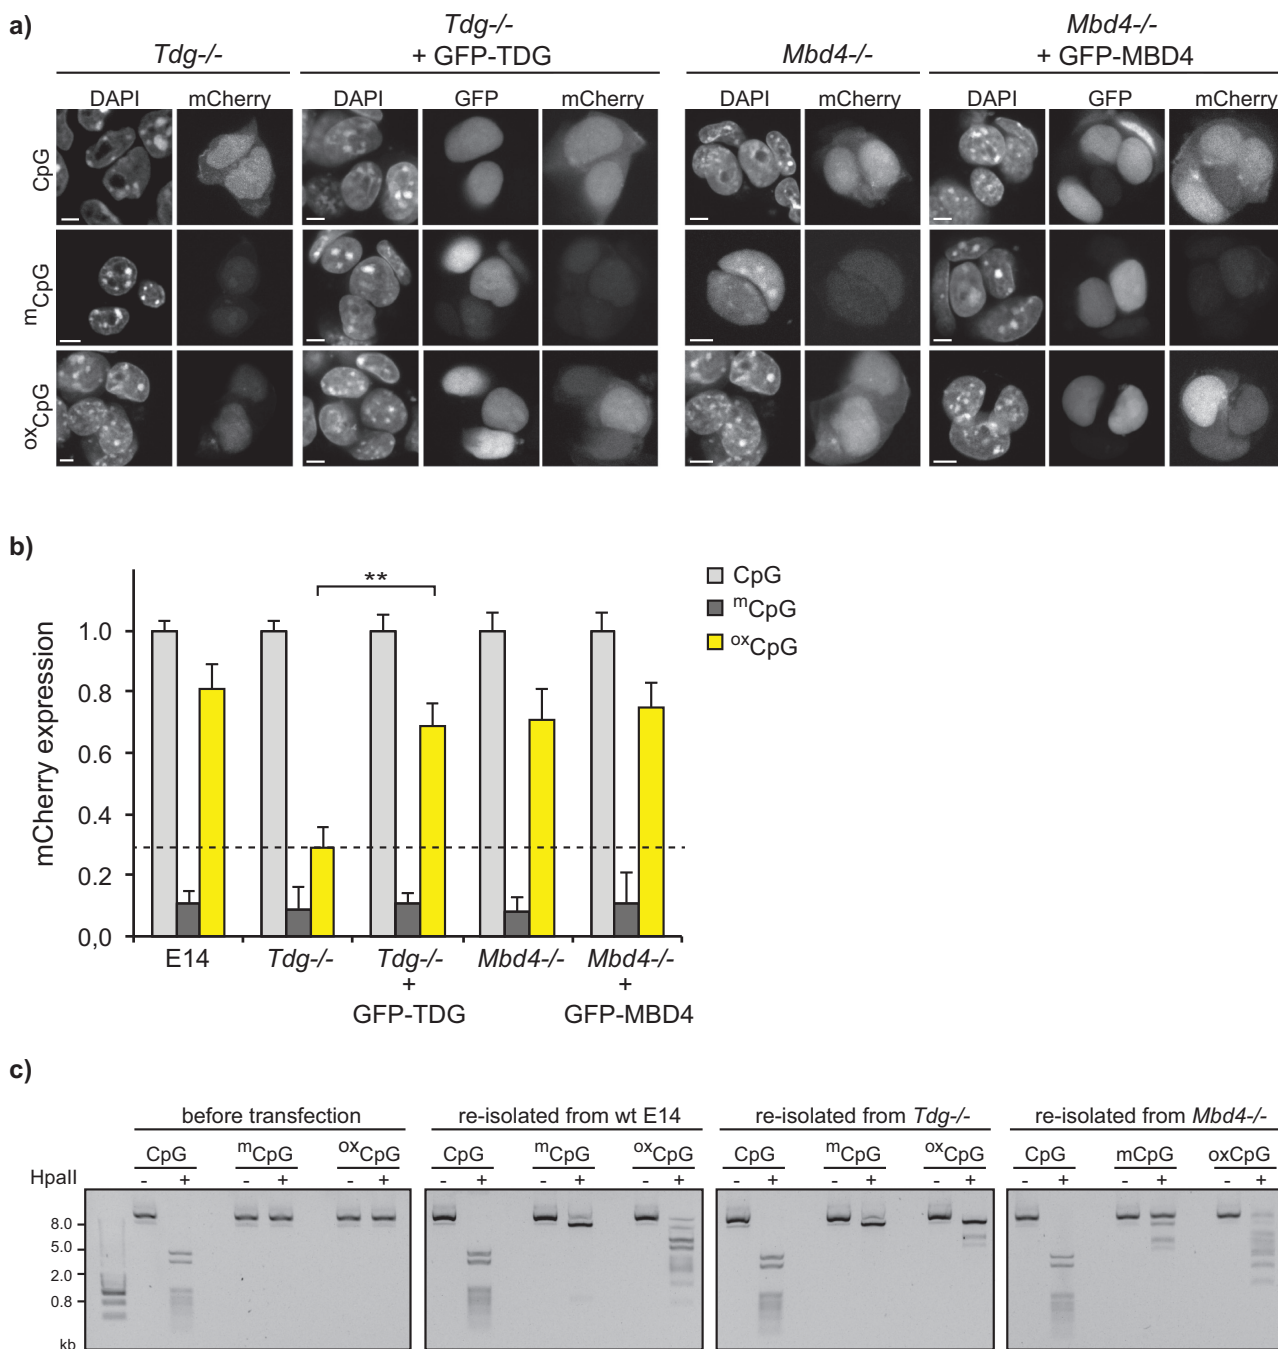 a)
Tdg-/-
Tdg-/-
+ GFP-TDG
Mbd4-/-
Mbd4-/-
+ GFP-MBD4
DAPI mCherry DAPI GFP mCherry DAPI mCherry DAPI GFP mCherry
CpG
mCpG
oxCpG
b)
**
CpG
mCpG
oxCpG
mCherry expression
1.0
0.8
0.6
0.4
0.2
0,0
E14 Tdg-/- Tdg-/- Mbd4-/- Mbd4-/-
+ +
GFP-TDG GFP-MBD4
c)
before transfection re-isolated from wt E14 re-isolated from Tdg-/- re-isolated from Mbd4-/-
CpG mCpG oxCpG CpG mCpG oxCpG CpG mCpG oxCpG CpG mCpG oxCpG
HpaII - + - + - + - + - + - + - + - + - + - + - + - +
8.0
5.0
2.0
0.8
kb